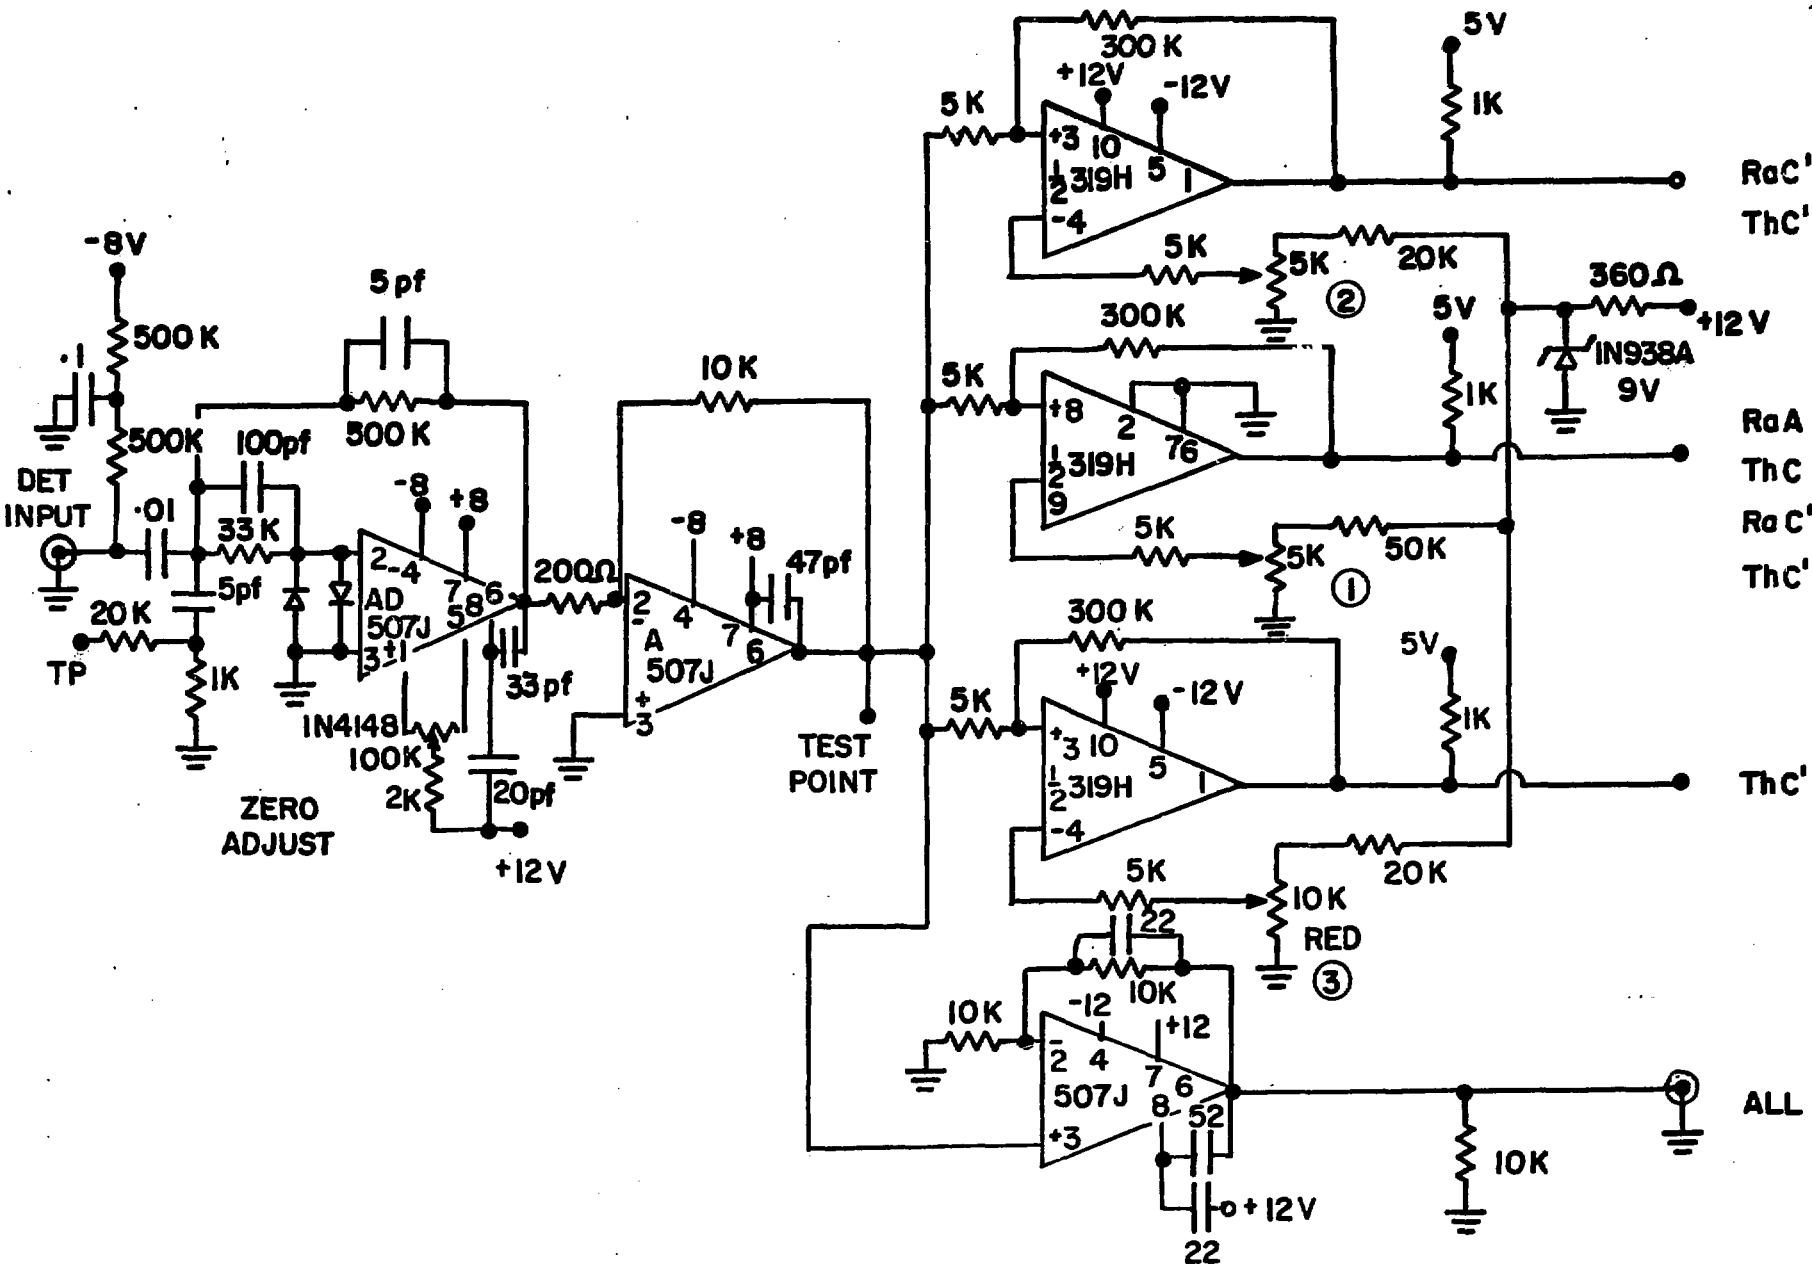 -8V
500K
.1
500K
DET
INPUT
.01
5pf
20K
TP
1K
100pf
33K
5pf
500K
-8
+8
2-4
7
6
AD
507J
5
8
3+1
33pf
1N4148
100K
2K
20pf
+12V
ZERO
ADJUST
200Ω
10K
-8
+8
47pf
2
-
4
7
6
A
507J
+
3
TEST
POINT
300K
+12V
-12V
5K
+3
10
5
1
1/2 319H
-4
5K
5K
②
20K
5V
1K
RaC'
ThC'
360Ω
+12V
1N938A
9V
300K
5K
+8
2
76
1/2 319H
9
5K
5K
①
50K
5V
1K
RaA
ThC
RaC'
ThC'
300K
+12V
-12V
5K
+3
10
5
1
1/2 319H
-4
5K
10K
RED
③
20K
5V
1K
ThC'
22
10K
10K
-12
+12
-
2
4
7
6
507J
8
52
+3
+12V
22
10K
ALL